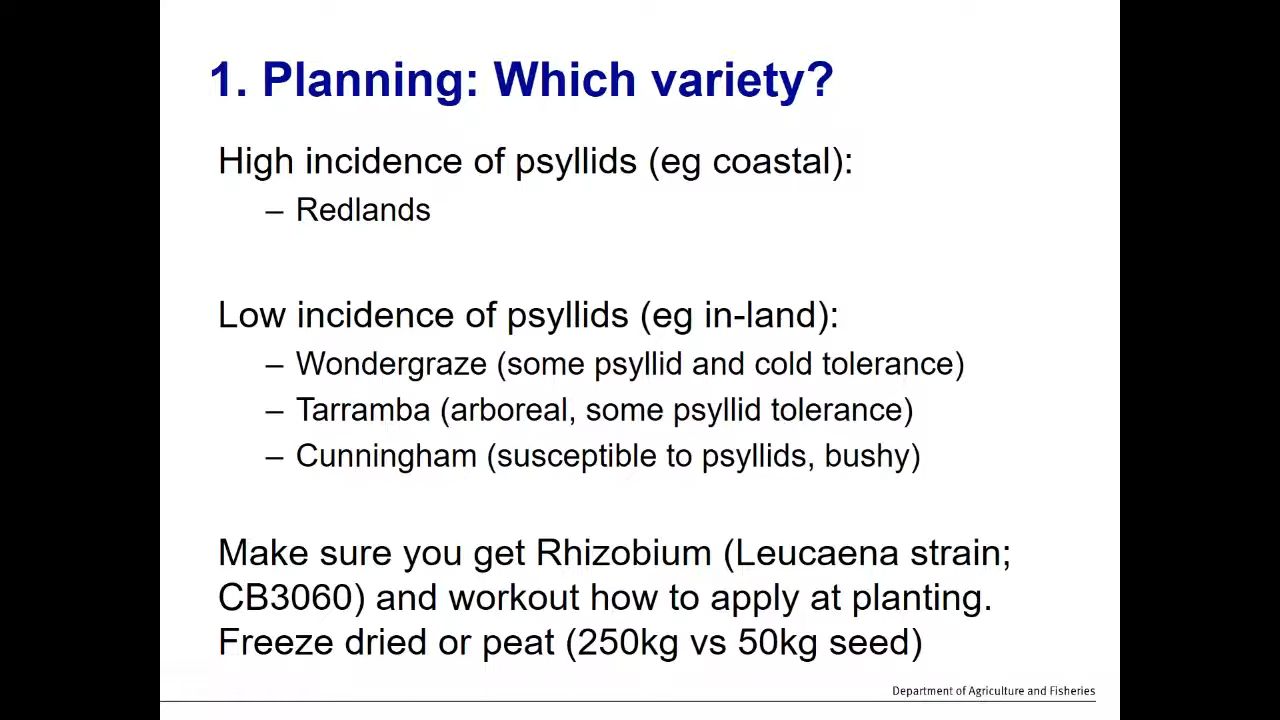 1. Planning: Which variety?
High incidence of psyllids (eg coastal):
– Redlands
Low incidence of psyllids (eg in-land):
– Wondergraze (some psyllid and cold tolerance)
– Tarramba (arboreal, some psyllid tolerance)
– Cunningham (susceptible to psyllids, bushy)
Make sure you get Rhizobium (Leucaena strain;
CB3060) and workout how to apply at planting.
Freeze dried or peat (250kg vs 50kg seed)
Department of Agriculture and Fisheries